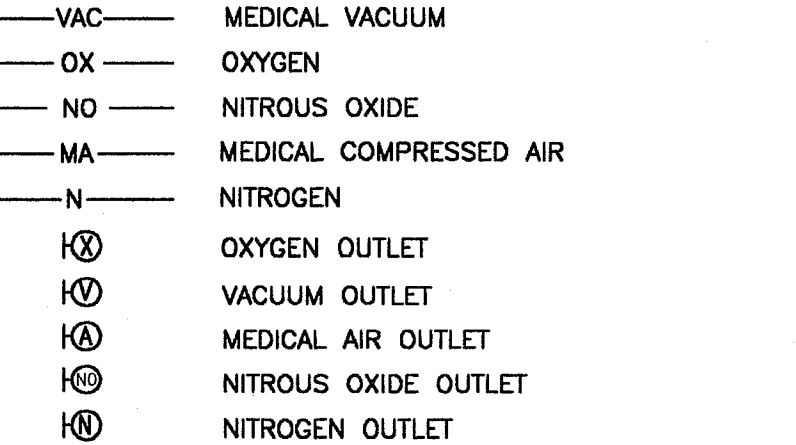 VAC MEDICAL VACUUM
OX OXYGEN
NO NITROUS OXIDE
MA MEDICAL COMPRESSED AIR
N NITROGEN
X OXYGEN OUTLET
V VACUUM OUTLET
A MEDICAL AIR OUTLET
NO NITROUS OXIDE OUTLET
N NITROGEN OUTLET